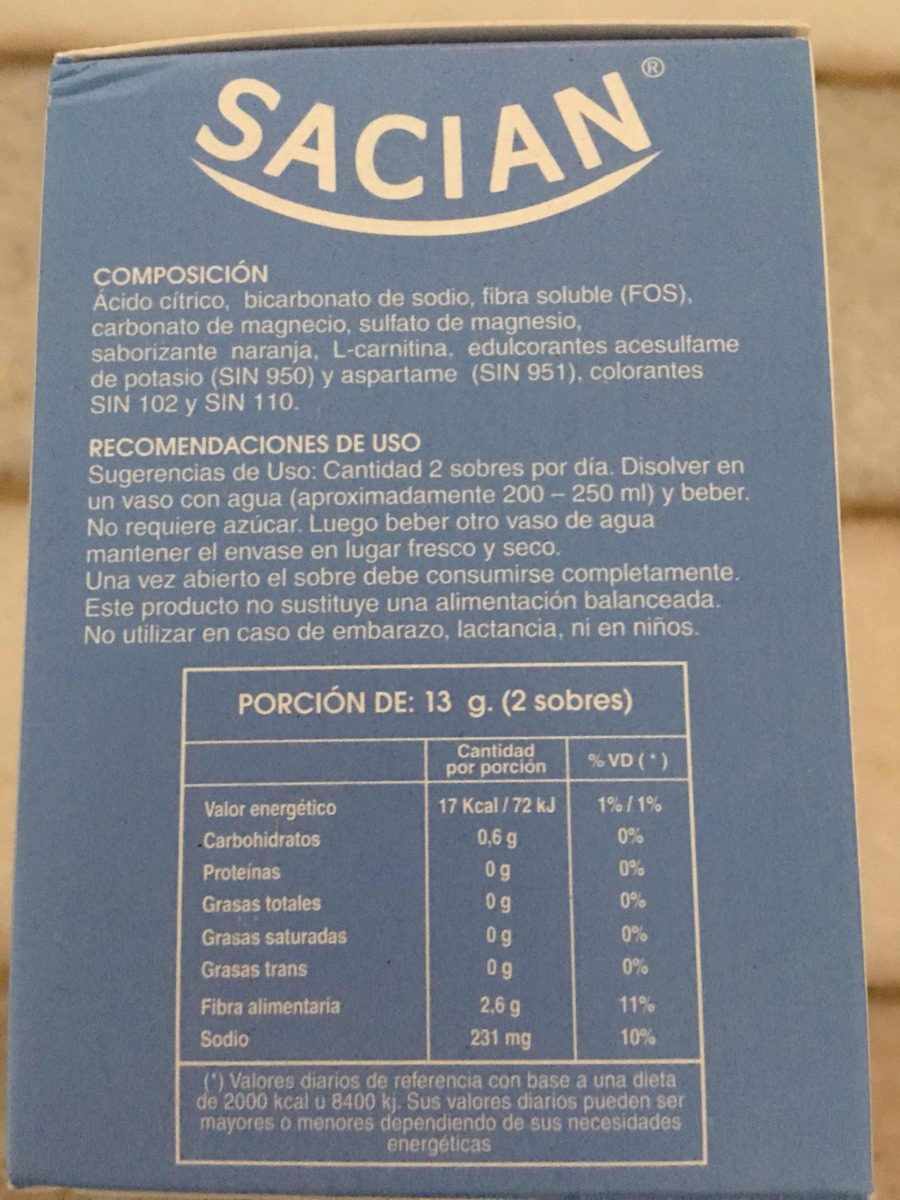 SACIAN®
COMPOSICIÓN
Ácido cítrico, bicarbonato de sodio, fibra soluble (FOS),
carbonato de magnecio, sulfato de magnesio,
saborizante naranja, L-carnitina, edulcorantes acesulfame
de potasio (SIN 950) y aspartame (SIN 951), colorantes
SIN 102 y SIN 110.
RECOMENDACIONES DE USO
Sugerencias de Uso: Cantidad 2 sobres por día. Disolver en
un vaso con agua (aproximadamente 200 – 250 ml) y beber.
No requiere azúcar. Luego beber otro vaso de agua
mantener el envase en lugar fresco y seco.
Una vez abierto el sobre debe consumirse completamente.
Este producto no sustituye una alimentación balanceada.
No utilizar en caso de embarazo, lactancia, ni en niños.
PORCIÓN DE: 13 g. (2 sobres)
Cantidad
por porción % VD (*)
Valor energético 17 Kcal / 72 kJ 1% / 1%
Carbohidratos 0,6 g 0%
Proteínas 0 g 0%
Grasas totales 0 g 0%
Grasas saturadas 0 g 0%
Grasas trans 0 g 0%
Fibra alimentaria 2,6 g 11%
Sodio 231 mg 10%
(*) Valores diarios de referencia con base a una dieta
de 2000 kcal u 8400 kj. Sus valores diarios pueden ser
mayores o menores dependiendo de sus necesidades
energéticas